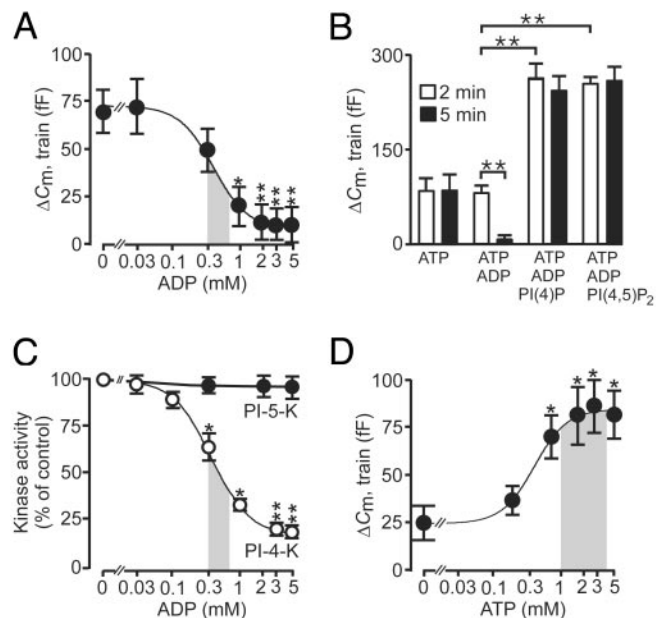 A
ΔCm, train (fF)
100
75
50
25
0
*
**
**
**
0 // 0.03 0.1 0.3 1 2 3 5
ADP (mM)
B
ΔCm, train (fF)
300
150
0
**
**
**
2 min
5 min
ATP ATP ATP ATP
ADP ADP ADP
PI(4)P PI(4,5)P2
C
Kinase activity
(% of control)
100
75
50
25
0
PI-5-K
*
*
**
**
PI-4-K
0 // 0.03 0.1 0.3 1 2 3 5
ADP (mM)
D
ΔCm, train (fF)
100
75
50
25
0
*
*
*
*
0 // 0.03 0.1 0.3 1 2 3 5
ATP (mM)